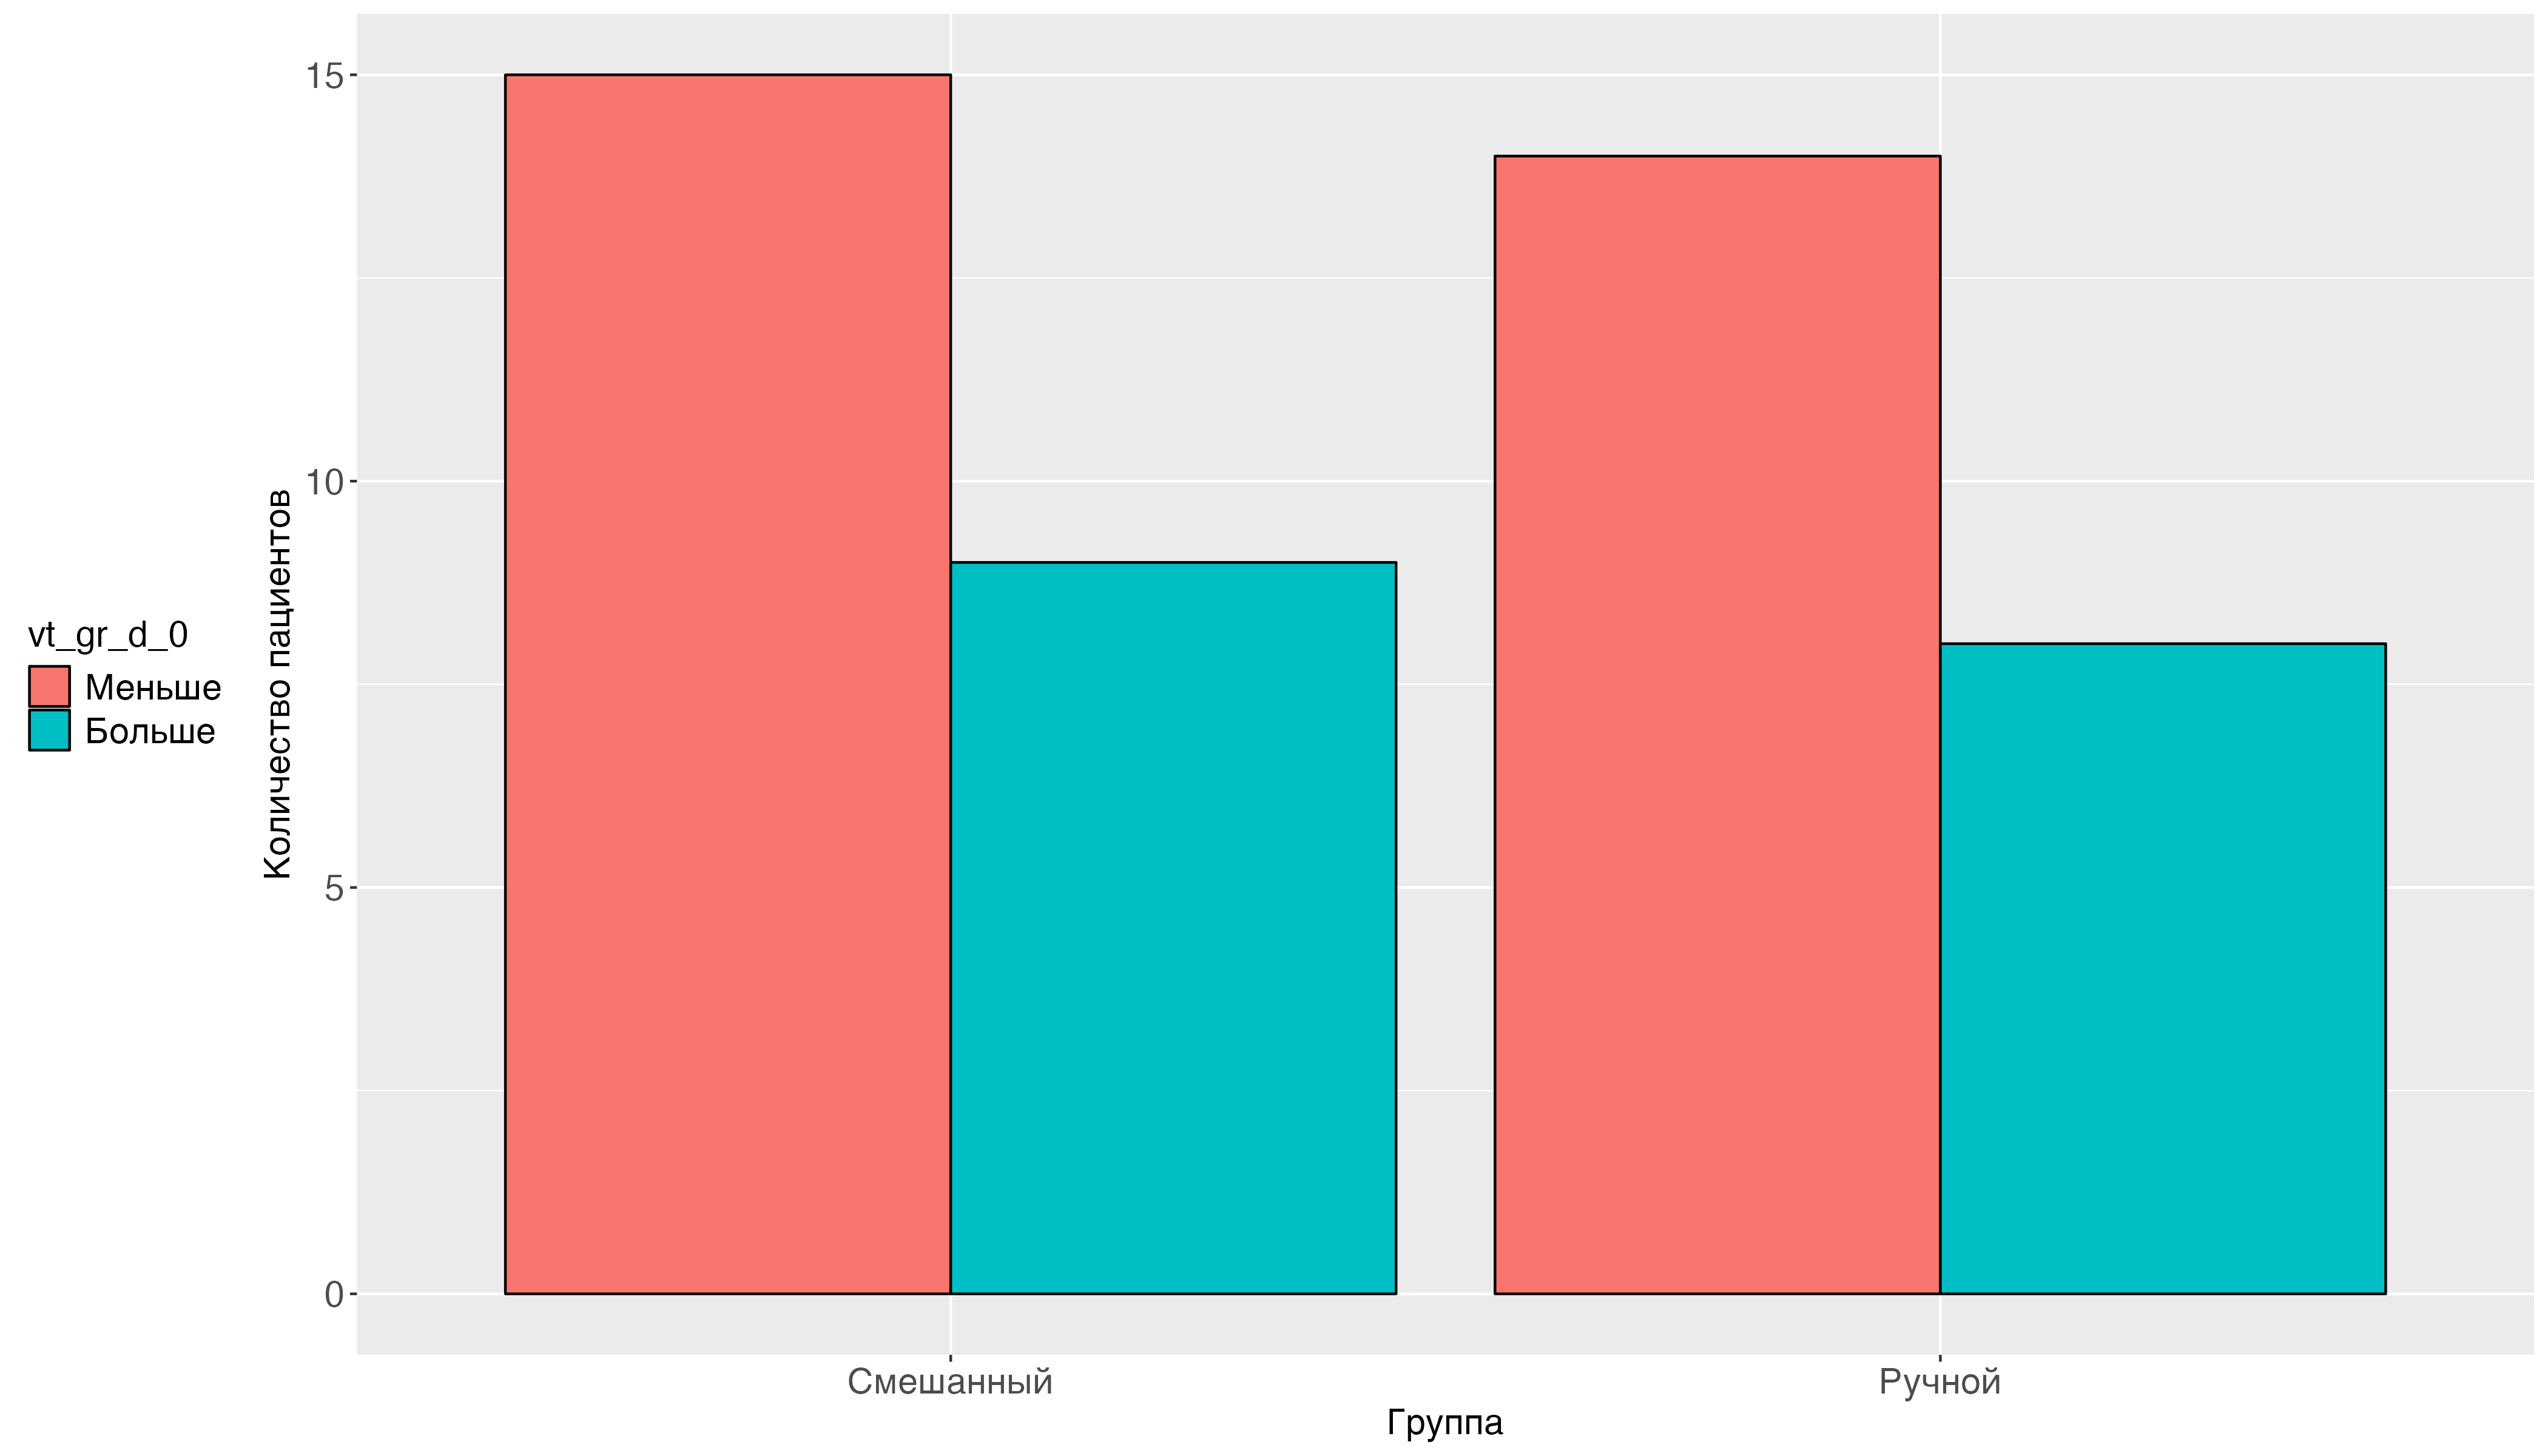 vt_gr_d_0
Меньше
Больше
Количество пациентов
15
10
5
0
Смешанный
Ручной
Группа